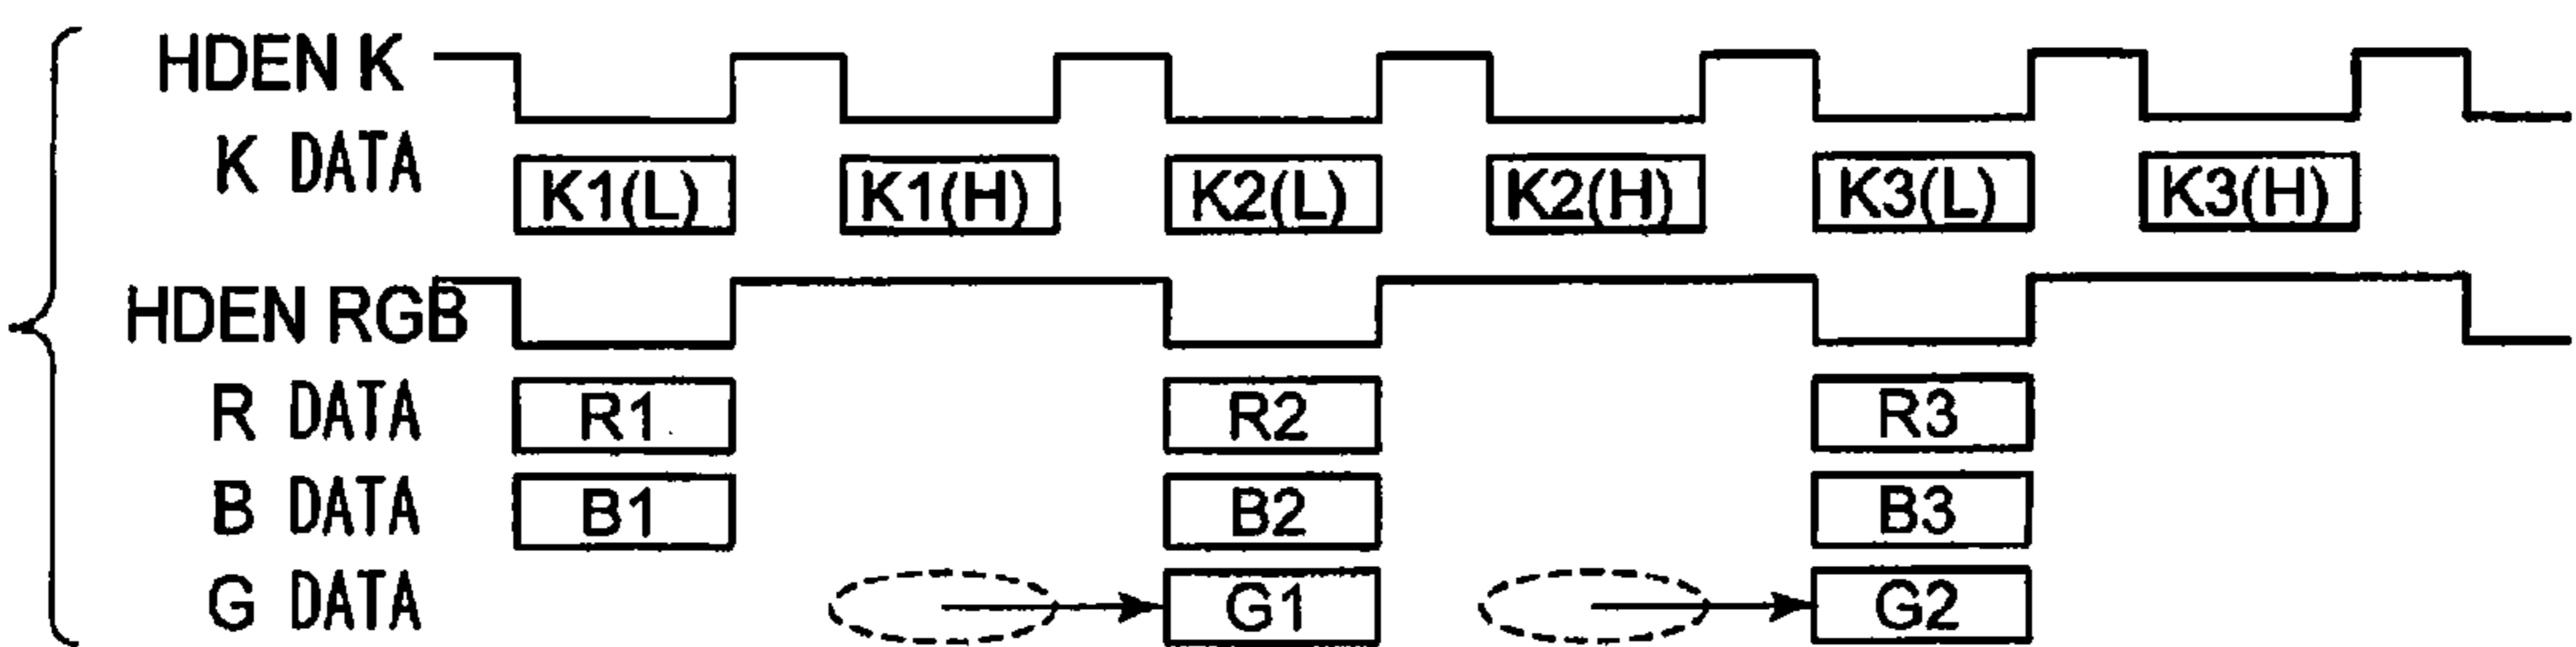 HDEN K
K DATA K1(L) K1(H) K2(L) K2(H) K3(L) K3(H)
HDEN RGB
R DATA R1 R2 R3
B DATA B1 B2 B3
G DATA G1 G2